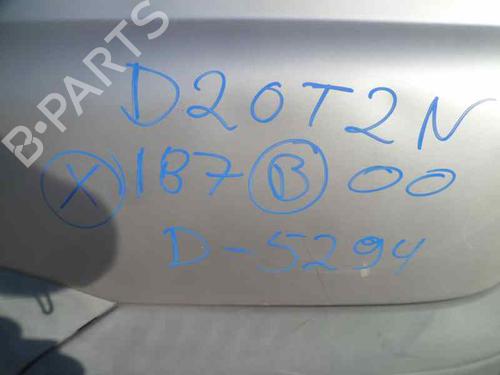 B-PARTS
D20T2N
X 187 B 00
D-5294